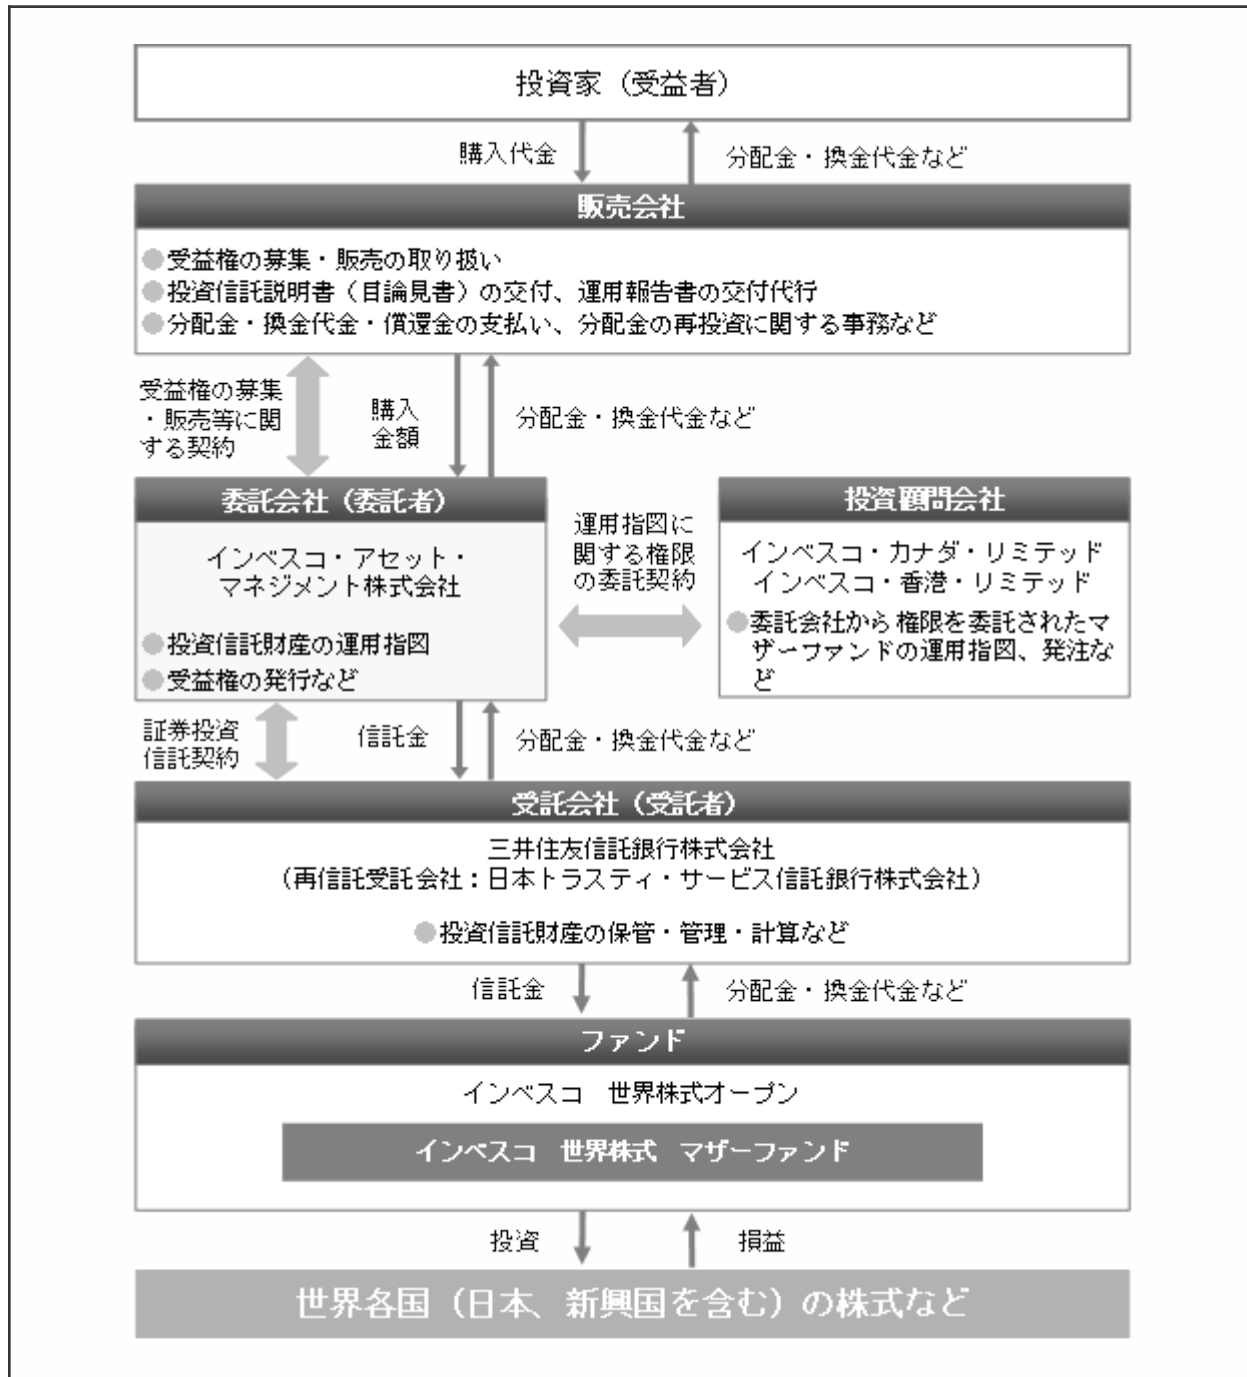 投資家（受益者）
購入代金
分配金・換金代金など
販売会社
●受益権の募集・販売の取り扱い
●投資信託説明書（目論見書）の交付、運用報告書の交付代行
●分配金・換金代金・償還金の支払い、分配金の再投資に関する事務など
受益権の募集
・販売等に関
する契約
購入
金額
分配金・換金代金など
委託会社（委託者）
インベスコ・アセット・
マネジメント株式会社
●投資信託財産の運用指図
●受益権の発行など
運用指図に
関する権限
の委託契約
投資顧問会社
インベスコ・カナダ・リミテッド
インベスコ・香港・リミテッド
●委託会社から権限を委託されたマ
ザーファンドの運用指図、発注な
ど
証券投資
信託契約
信託金
分配金・換金代金など
受託会社（受託者）
三井住友信託銀行株式会社
（再信託受託会社：日本トラスティ・サービス信託銀行株式会社）
●投資信託財産の保管・管理・計算など
信託金
分配金・換金代金など
ファンド
インベスコ　世界株式オープン
インベスコ　世界株式　マザーファンド
投資
損益
世界各国（日本、新興国を含む）の株式など